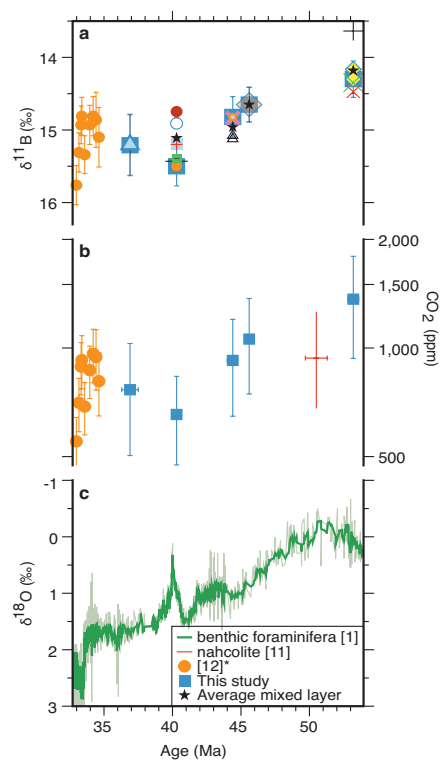 a
14
15
16
δ11B (‰)
b
2,000
1,500
1,000
500
CO2 (ppm)
c
-1
0
1
2
3
δ18O (‰)
benthic foraminifera [1]
nahcolite [11]
[12]*
This study
Average mixed layer
35 40 45 50
Age (Ma)